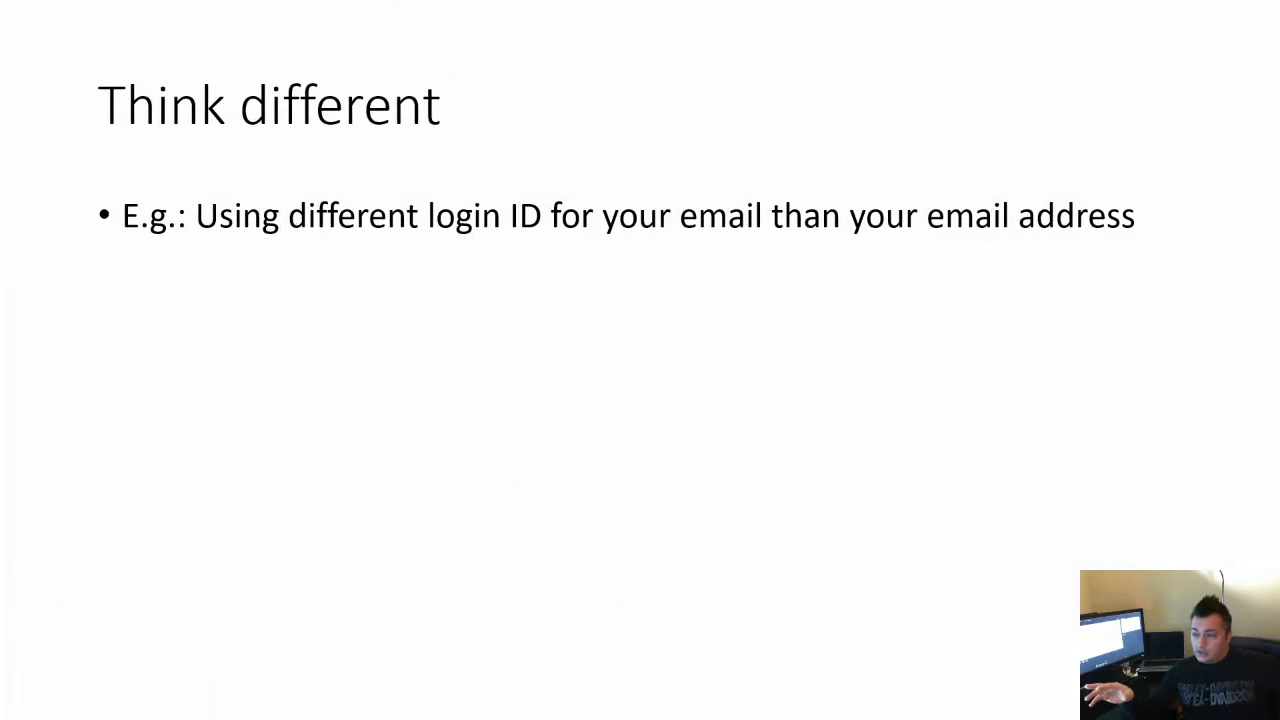 Think different
• E.g.: Using different login ID for your email than your email address